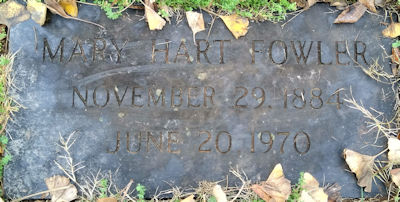 MARY HART FOWLER
NOVEMBER 29, 1884
JUNE 20 1970